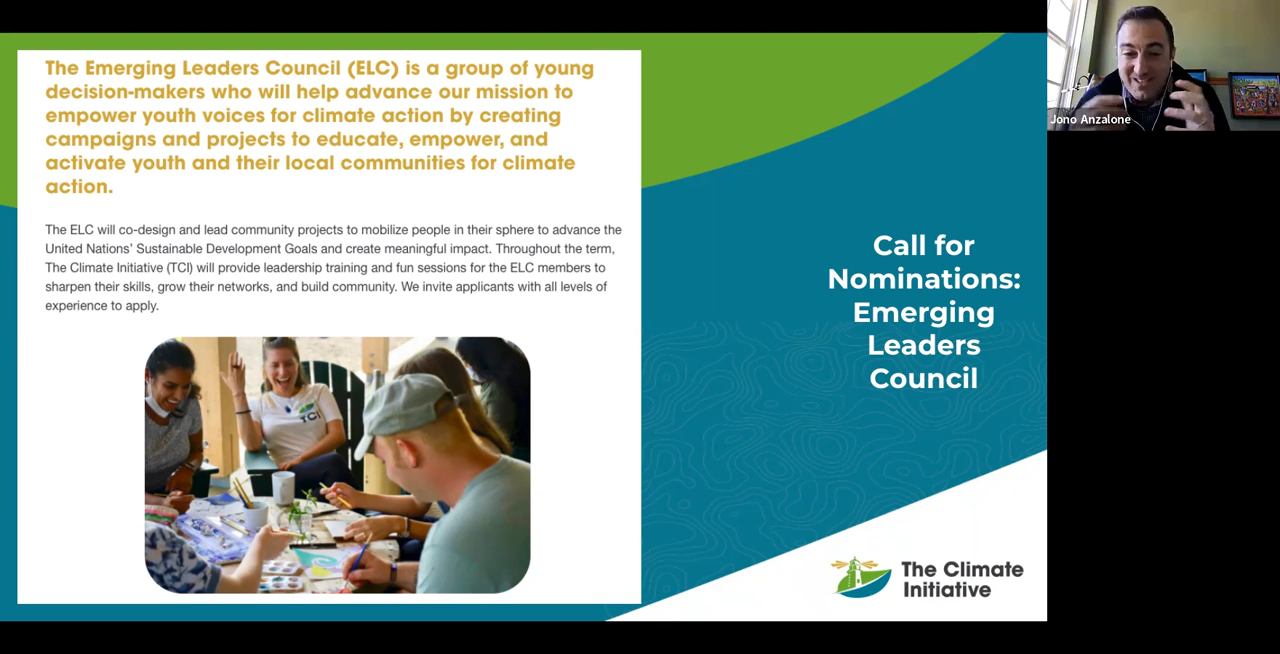 The Emerging Leaders Council (ELC) is a group of young
decision-makers who will help advance our mission to
empower youth voices for climate action by creating
campaigns and projects to educate, empower, and
activate youth and their local communities for climate
action.
The ELC will co-design and lead community projects to mobilize people in their sphere to advance the
United Nations’ Sustainable Development Goals and create meaningful impact. Throughout the term,
The Climate Initiative (TCI) will provide leadership training and fun sessions for the ELC members to
sharpen their skills, grow their networks, and build community. We invite applicants with all levels of
experience to apply.
TCI
Call for
Nominations:
Emerging
Leaders
Council
The Climate
Initiative
Jono Anzalone